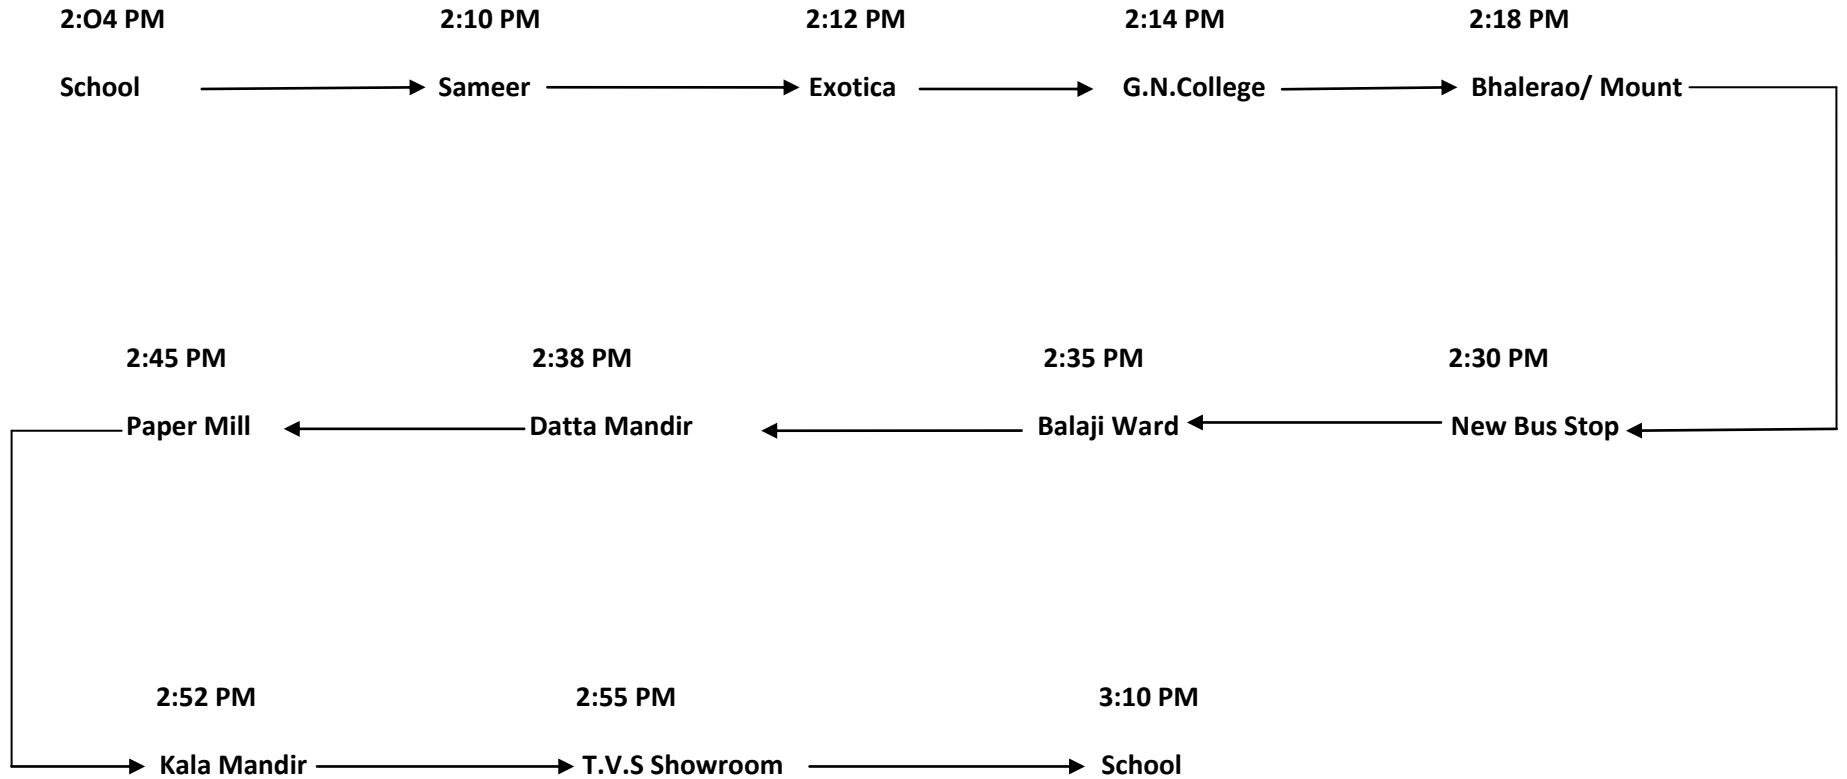 2:O4 PM 2:10 PM 2:12 PM 2:14 PM 2:18 PM
School Sameer Exotica G.N.College Bhalerao/ Mount
2:45 PM 2:38 PM 2:35 PM 2:30 PM
Paper Mill Datta Mandir Balaji Ward New Bus Stop
2:52 PM 2:55 PM 3:10 PM
Kala Mandir T.V.S Showroom School